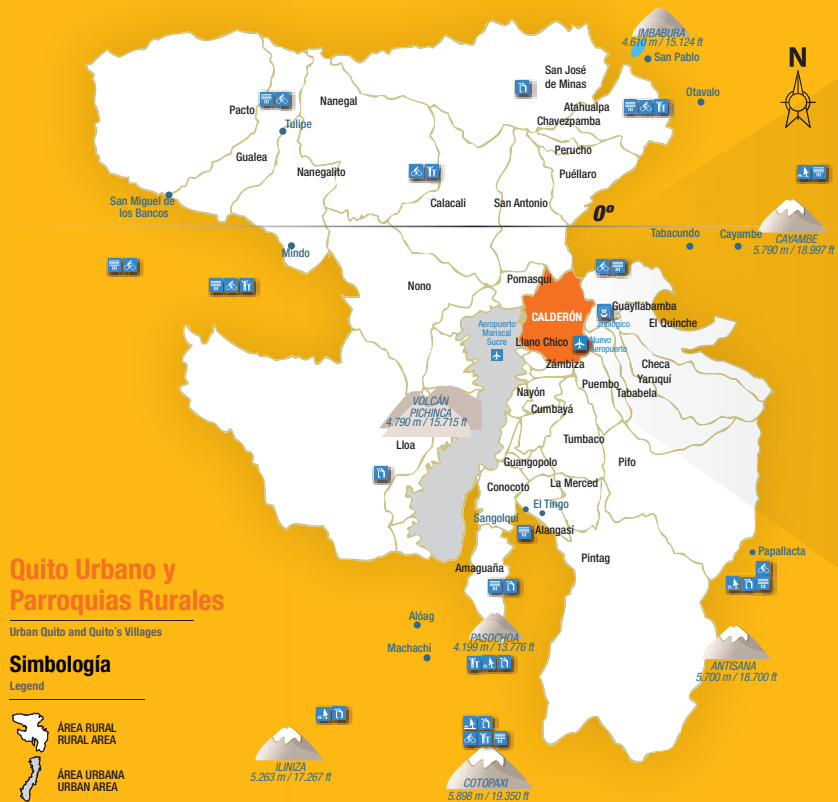 IMBABURA
4.610 m / 15.124 ft
San Pablo
N
San José
de Minas
Otavalo
Pacto
Nanegal
Atahualpa
Chavezpamba
Tulipe
Perucho
Gualea
Nanegalito
Puéllaro
San Miguel de
los Bancos
Calacali
San Antonio
0º
Tabacundo
Cayambe
CAYAMBE
5.790 m / 18.997 ft
Mindo
Nono
Pomasqui
CALDERÓN
Guayllabamba
Zoológico
El Quinche
Aeropuerto
Mariscal
Sucre
Llano Chico
Nuevo
Aeropuerto
Zámbiza
Checa
Yaruquí
Puembo
Tababela
Nayón
Cumbayá
VOLCÁN
PICHINCA
4.790 m / 15.715 ft
Tumbaco
Lloa
Guangopolo
Pifo
Conocoto
La Merced
El Tingo
Sangolquí
Alangasí
Papallacta
Pintag
Amaguaña
Quito Urbano y
Parroquias Rurales
Urban Quito and Quito´s Villages
Alóag
Machachi
PASOCHOA
4.199 m / 13.776 ft
ANTISANA
5.700 m / 18.700 ft
Simbología
Legend
ÁREA RURAL
RURAL AREA
ÁREA URBANA
URBAN AREA
ILINIZA
5.263 m / 17.267 ft
COTOPAXI
5.898 m / 19.350 ft